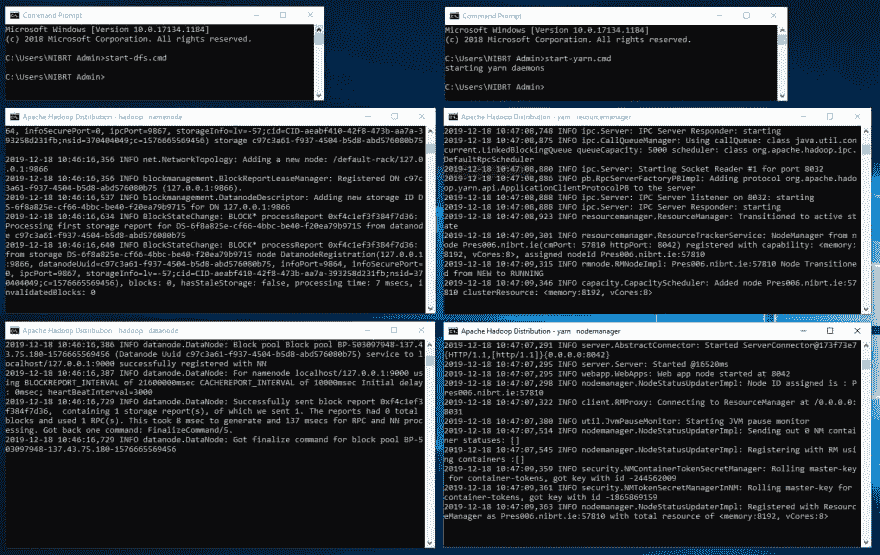 Command Prompt
Microsoft Windows [Version 10.0.17134.1184]
(c) 2018 Microsoft Corporation. All rights reserved.
C:\Users\NIBRT Admin>start-dfs.cmd
C:\Users\NIBRT Admin>
Command Prompt
Microsoft Windows [Version 10.0.17134.1184]
(c) 2018 Microsoft Corporation. All rights reserved.
C:\Users\NIBRT Admin>start-yarn.cmd
starting yarn daemons
C:\Users\NIBRT Admin>
Apache Hadoop Distribution - hadoop namenode
64, infoSecurePort=0, ipcPort=9867, storageInfo=lv=-57;cid=CID-aeabf410-42f8-473b-aa7a-3
93258d231fb;nsid=370404049;c=1576665569456) storage c97c3a61-f937-4504-b5d8-abd576080b75
2019-12-18 10:46:16,356 INFO net.NetworkTopology: Adding a new node: /default-rack/127.0
.0.1:9866
2019-12-18 10:46:16,356 INFO blockmanagement.BlockReportLeaseManager: Registered DN c97c
3a61-f937-4504-b5d8-abd576080b75 (127.0.0.1:9866).
2019-12-18 10:46:16,537 INFO blockmanagement.DatanodeDescriptor: Adding new storage ID D
S-6f8a825e-cf66-4bbc-be40-f20ea79b9715 for DN 127.0.0.1:9866
2019-12-18 10:46:16,634 INFO BlockStateChange: BLOCK* processReport 0xf4c1ef3f384f7d36:
Processing first storage report for DS-6f8a825e-cf66-4bbc-be40-f20ea79b9715 from datanod
e c97c3a61-f937-4504-b5d8-abd576080b75
2019-12-18 10:46:16,640 INFO BlockStateChange: BLOCK* processReport 0xf4c1ef3f384f7d36:
from storage DS-6f8a825e-cf66-4bbc-be40-f20ea79b9715 node DatanodeRegistration(127.0.0.1
:9866, datanodeUuid=c97c3a61-f937-4504-b5d8-abd576080b75, infoPort=9864, infoSecurePort=
0, ipcPort=9867, storageInfo=lv=-57;cid=CID-aeabf410-42f8-473b-aa7a-393258d231fb;nsid=37
0404049;c=1576665569456), blocks: 0, hasStaleStorage: false, processing time: 7 msecs, i
nvalidatedBlocks: 0
Apache Hadoop Distribution - yarn resourcemanager
2019-12-18 10:47:08,748 INFO ipc.Server: IPC Server Responder: starting
2019-12-18 10:47:08,875 INFO ipc.CallQueueManager: Using callQueue: class java.util.con
current.LinkedBlockingQueue queueCapacity: 5000 scheduler: class org.apache.hadoop.ipc.
DefaultRpcScheduler
2019-12-18 10:47:08,880 INFO ipc.Server: Starting Socket Reader #1 for port 8032
2019-12-18 10:47:08,885 INFO pb.RpcServerFactoryPBImpl: Adding protocol org.apache.hado
op.yarn.api.ApplicationClientProtocolPB to the server
2019-12-18 10:47:08,888 INFO ipc.Server: IPC Server listener on 8032: starting
2019-12-18 10:47:08,888 INFO ipc.Server: IPC Server Responder: starting
2019-12-18 10:47:08,923 INFO resourcemanager.ResourceManager: Transitioned to active st
ate
2019-12-18 10:47:09,301 INFO resourcemanager.ResourceTrackerService: NodeManager from n
ode Pres006.nibrt.ie(cmPort: 57810 httpPort: 8042) registered with capability: <memory:
8192, vCores:8>, assigned nodeId Pres006.nibrt.ie:57810
2019-12-18 10:47:09,315 INFO rmnode.RMNodeImpl: Pres006.nibrt.ie:57810 Node Transitione
d from NEW to RUNNING
2019-12-18 10:47:09,346 INFO capacity.CapacityScheduler: Added node Pres006.nibrt.ie:57
810 clusterResource: <memory:8192, vCores:8>
Apache Hadoop Distribution - hadoop datanode
2019-12-18 10:46:16,386 INFO datanode.DataNode: Block pool Block pool BP-503097948-137.4
3.75.180-1576665569456 (Datanode Uuid c97c3a61-f937-4504-b5d8-abd576080b75) service to l
ocalhost/127.0.0.1:9000 successfully registered with NN
2019-12-18 10:46:16,387 INFO datanode.DataNode: For namenode localhost/127.0.0.1:9000 us
ing BLOCKREPORT_INTERVAL of 21600000msec CACHEREPORT_INTERVAL of 10000msec Initial delay
: 0msec; heartBeatInterval=3000
2019-12-18 10:46:16,729 INFO datanode.DataNode: Successfully sent block report 0xf4c1ef3
f384f7d36,  containing 1 storage report(s), of which we sent 1. The reports had 0 total
blocks and used 1 RPC(s). This took 8 msec to generate and 137 msecs for RPC and NN proc
essing. Got back one command: FinalizeCommand/5.
2019-12-18 10:46:16,729 INFO datanode.DataNode: Got finalize command for block pool BP-5
03097948-137.43.75.180-1576665569456
Apache Hadoop Distribution - yarn nodemanager
2019-12-18 10:47:07,291 INFO server.AbstractConnector: Started ServerConnector@173f73e7
{HTTP/1.1,[http/1.1]}{0.0.0.0:8042}
2019-12-18 10:47:07,295 INFO server.Server: Started @16520ms
2019-12-18 10:47:07,295 INFO webapp.WebApps: Web app node started at 8042
2019-12-18 10:47:07,298 INFO nodemanager.NodeStatusUpdaterImpl: Node ID assigned is : P
res006.nibrt.ie:57810
2019-12-18 10:47:07,322 INFO client.RMProxy: Connecting to ResourceManager at /0.0.0.0:
8031
2019-12-18 10:47:07,380 INFO util.JvmPauseMonitor: Starting JVM pause monitor
2019-12-18 10:47:07,514 INFO nodemanager.NodeStatusUpdaterImpl: Sending out 0 NM contai
ner statuses: []
2019-12-18 10:47:07,545 INFO nodemanager.NodeStatusUpdaterImpl: Registering with RM us
ing containers :[]
2019-12-18 10:47:09,359 INFO security.NMContainerTokenSecretManager: Rolling master-key
for container-tokens, got key with id -244562009
2019-12-18 10:47:09,361 INFO security.NMTokenSecretManagerInNM: Rolling master-key for
container-tokens, got key with id -1865869159
2019-12-18 10:47:09,363 INFO nodemanager.NodeStatusUpdaterImpl: Registered with Resourc
eManager as Pres006.nibrt.ie:57810 with total resource of <memory:8192, vCores:8>